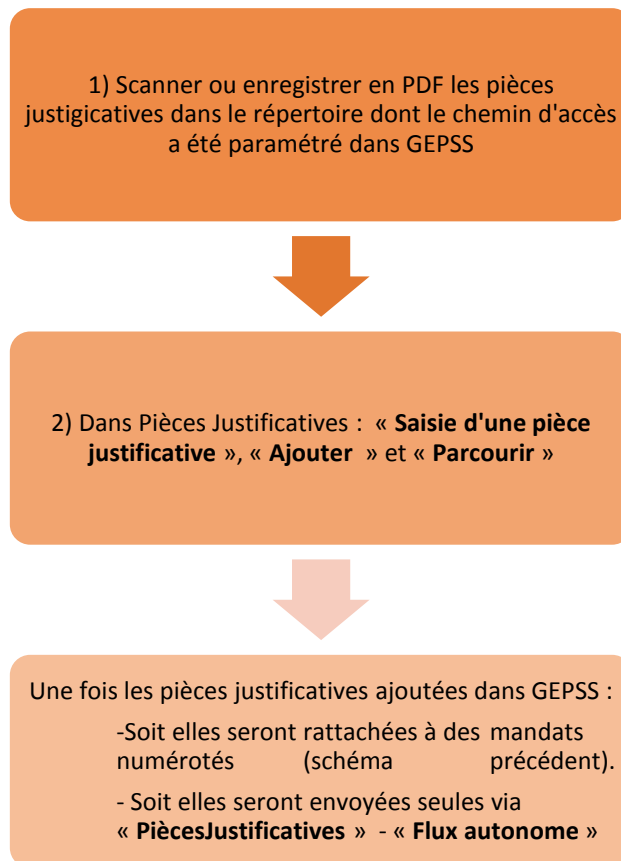 1) Scanner ou enregistrer en PDF les pièces
justigicatives dans le répertoire dont le chemin d'accès
a été paramétré dans GEPSS
2) Dans Pièces Justificatives : « Saisie d'une pièce
justificative », « Ajouter » et « Parcourir »
Une fois les pièces justificatives ajoutées dans GEPSS :
-Soit elles seront rattachées à des mandats
numérotés (schéma précédent).
- Soit elles seront envoyées seules via
« PiècesJustificatives » - « Flux autonome »